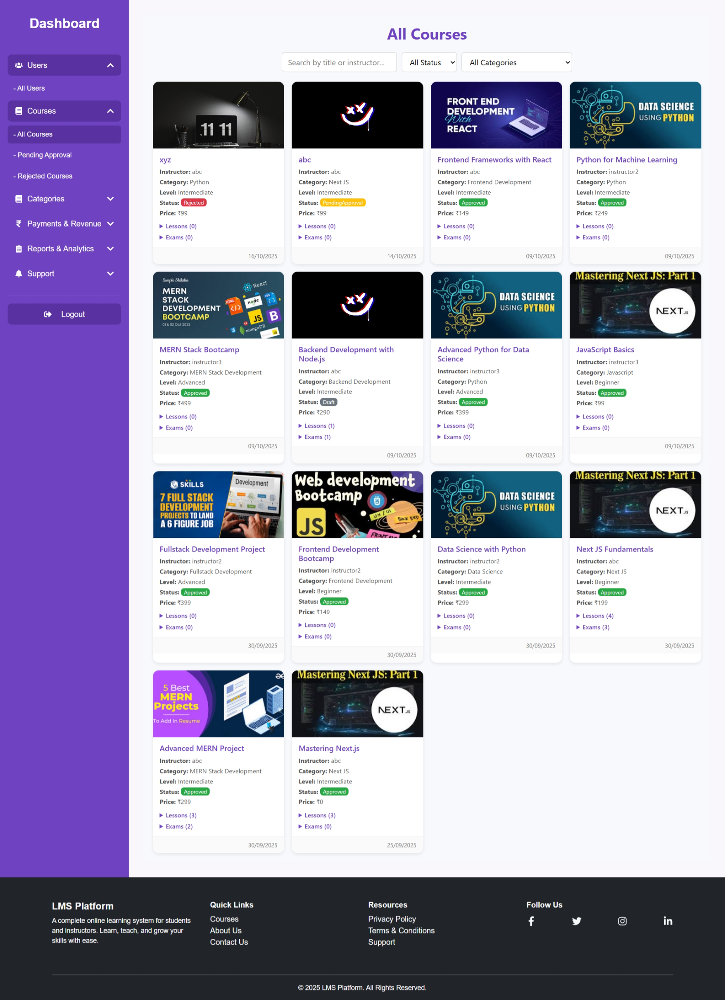 Dashboard
Users
- All Users
Courses
- All Courses
- Pending Approval
- Rejected Courses
Categories
Payments & Revenue
Reports & Analytics
Support
Logout
All Courses
Search by title or instructor...
All Status
All Categories
11 11
xyz
Instructor: abc
Category: Python
Level: Intermediate
Status: Rejected
Price: ₹99
Lessons (0)
Exams (0)
16/10/2025
abc
Instructor: abc
Category: Next JS
Level: Intermediate
Status: PendingApproval
Price: ₹99
Lessons (0)
Exams (0)
14/10/2025
FRONT END
DEVELOPMENT
With
REACT
Frontend Frameworks with React
Instructor: abc
Category: Frontend Development
Level: Intermediate
Status: Approved
Price: ₹149
Lessons (0)
Exams (0)
09/10/2025
DATA SCIENCE
USING PYTHON
Python for Machine Learning
Instructor: instructor2
Category: Python
Level: Intermediate
Status: Approved
Price: ₹249
Lessons (0)
Exams (0)
09/10/2025
Simple Shiksha
MERN
STACK
DEVELOPMENT
BOOTCAMP
01 & 02 Oct 2023
React
HTML
node
CSS
JS
B
3
mongoDB
JS
MERN Stack Bootcamp
Instructor: instructor3
Category: MERN Stack Development
Level: Advanced
Status: Approved
Price: ₹499
Lessons (0)
Exams (0)
09/10/2025
Backend Development with
Node.js
Instructor: abc
Category: Backend Development
Level: Intermediate
Status: Draft
Price: ₹290
Lessons (1)
Exams (1)
09/10/2025
DATA SCIENCE
USING PYTHON
Advanced Python for Data
Science
Instructor: instructor3
Category: Python
Level: Advanced
Status: Approved
Price: ₹399
Lessons (0)
Exams (0)
09/10/2025
Mastering Next JS: Part 1
NEXT.JS
JavaScript Basics
Instructor: instructor3
Category: Javascript
Level: Beginner
Status: Approved
Price: ₹99
Lessons (0)
Exams (0)
09/10/2025
SKILLS
7 FULL STACK
DEVELOPMENT
PROJECTS TO LAND
A 6 FIGURE JOB
Development
Fullstack Development Project
Instructor: instructor2
Category: Fullstack Development
Level: Advanced
Status: Approved
Price: ₹399
Lessons (0)
Exams (0)
30/09/2025
Web development
Bootcamp
3
JS
UX / UI
BACK END
FRONT END
Frontend Development
Bootcamp
Instructor: instructor2
Category: Frontend Development
Level: Beginner
Status: Approved
Price: ₹149
Lessons (0)
Exams (0)
30/09/2025
DATA SCIENCE
USING PYTHON
Data Science with Python
Instructor: instructor2
Category: Data Science
Level: Intermediate
Status: Approved
Price: ₹299
Lessons (0)
Exams (0)
30/09/2025
Mastering Next JS: Part 1
NEXT.JS
Next JS Fundamentals
Instructor: abc
Category: Next JS
Level: Beginner
Status: Approved
Price: ₹199
Lessons (4)
Exams (3)
30/09/2025
5 Best
MERN
Projects
To Add In Resume
Advanced MERN Project
Instructor: abc
Category: MERN Stack Development
Level: Intermediate
Status: Approved
Price: ₹299
Lessons (3)
Exams (2)
30/09/2025
Mastering Next JS: Part 1
NEXT.JS
Mastering Next.js
Instructor: abc
Category: Next JS
Level: Intermediate
Status: Approved
Price: ₹0
Lessons (3)
Exams (0)
25/09/2025
LMS Platform
A complete online learning system for students
and instructors. Learn, teach, and grow your
skills with ease.
Quick Links
Courses
About Us
Contact Us
Resources
Privacy Policy
Terms & Conditions
Support
Follow Us
© 2025 LMS Platform. All Rights Reserved.